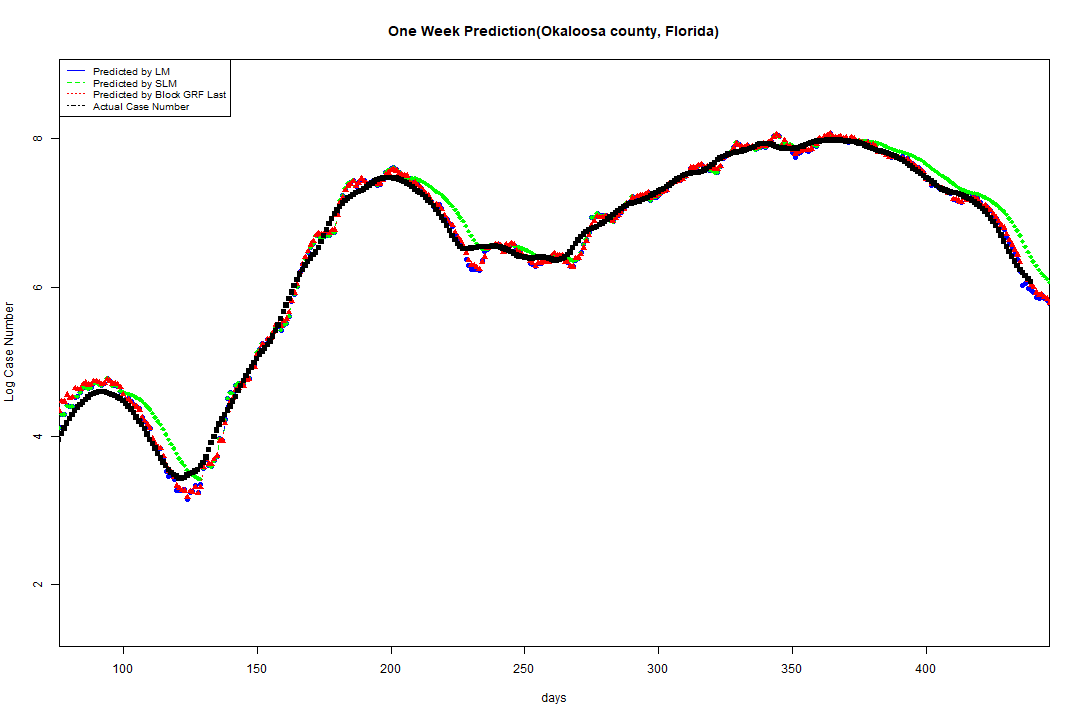 One Week Prediction(Okaloosa county, Florida)
Predicted by LM
Predicted by SLM
Predicted by Block GRF Last
Actual Case Number
8
6
4
2
Log Case Number
100 150 200 250 300 350 400
days